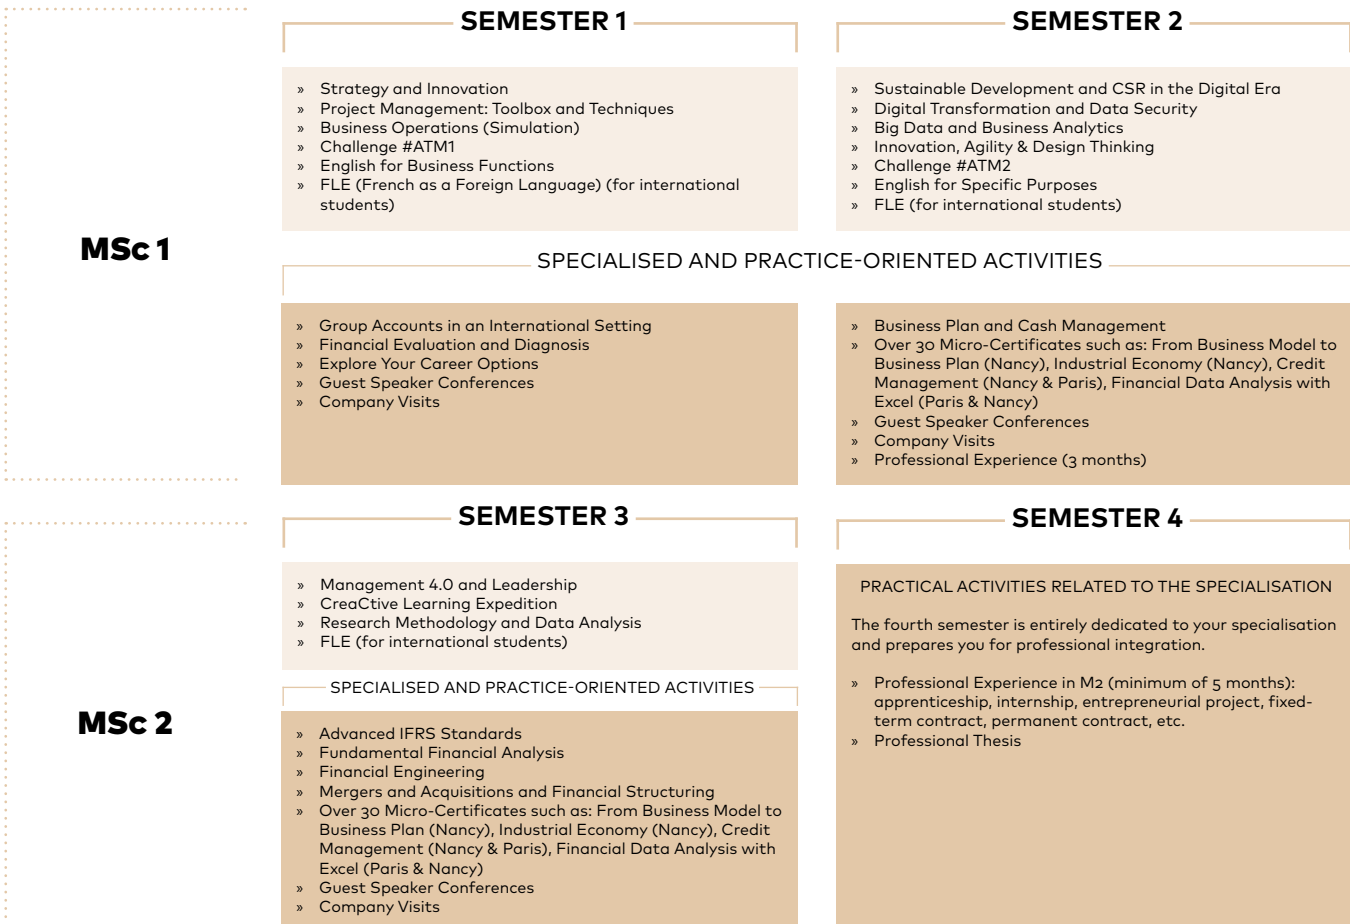 MSc 1
SEMESTER 1
» Strategy and Innovation
» Project Management: Toolbox and Techniques
» Business Operations (Simulation)
» Challenge #ATM1
» English for Business Functions
» FLE (French as a Foreign Language) (for international
students)
SEMESTER 2
» Sustainable Development and CSR in the Digital Era
» Digital Transformation and Data Security
» Big Data and Business Analytics
» Innovation, Agility & Design Thinking
» Challenge #ATM2
» English for Specific Purposes
» FLE (for international students)
SPECIALISED AND PRACTICE-ORIENTED ACTIVITIES
» Group Accounts in an International Setting
» Financial Evaluation and Diagnosis
» Explore Your Career Options
» Guest Speaker Conferences
» Company Visits
» Business Plan and Cash Management
» Over 30 Micro-Certificates such as: From Business Model to
Business Plan (Nancy), Industrial Economy (Nancy), Credit
Management (Nancy & Paris), Financial Data Analysis with
Excel (Paris & Nancy)
» Guest Speaker Conferences
» Company Visits
» Professional Experience (3 months)
MSc 2
SEMESTER 3
» Management 4.0 and Leadership
» CreaCtive Learning Expedition
» Research Methodology and Data Analysis
» FLE (for international students)
SPECIALISED AND PRACTICE-ORIENTED ACTIVITIES
» Advanced IFRS Standards
» Fundamental Financial Analysis
» Financial Engineering
» Mergers and Acquisitions and Financial Structuring
» Over 30 Micro-Certificates such as: From Business Model to
Business Plan (Nancy), Industrial Economy (Nancy), Credit
Management (Nancy & Paris), Financial Data Analysis with
Excel (Paris & Nancy)
» Guest Speaker Conferences
» Company Visits
SEMESTER 4
PRACTICAL ACTIVITIES RELATED TO THE SPECIALISATION
The fourth semester is entirely dedicated to your specialisation
and prepares you for professional integration.
» Professional Experience in M2 (minimum of 5 months):
apprenticeship, internship, entrepreneurial project, fixed-
term contract, permanent contract, etc.
» Professional Thesis